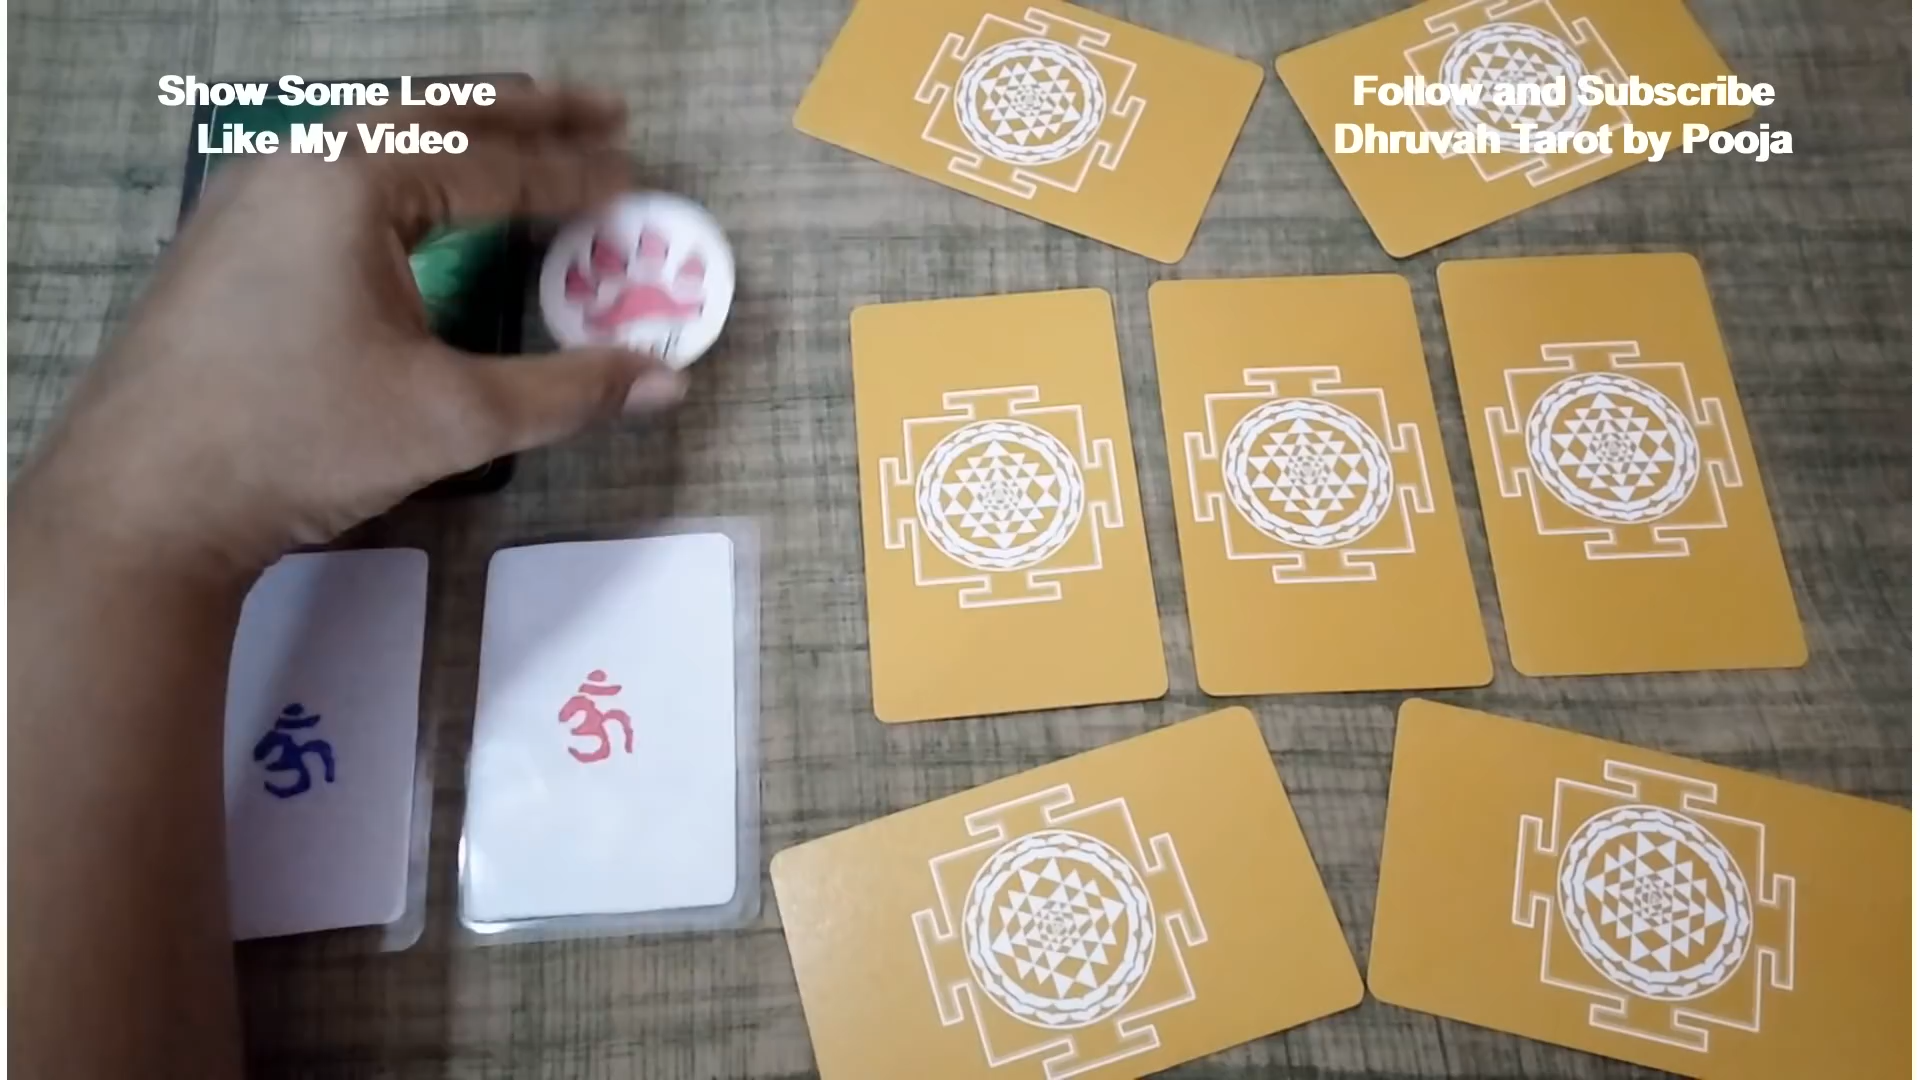 Show Some Love
Like My Video
Follow and Subscribe
Dhruvah Tarot by Pooja
ॐ
ॐ